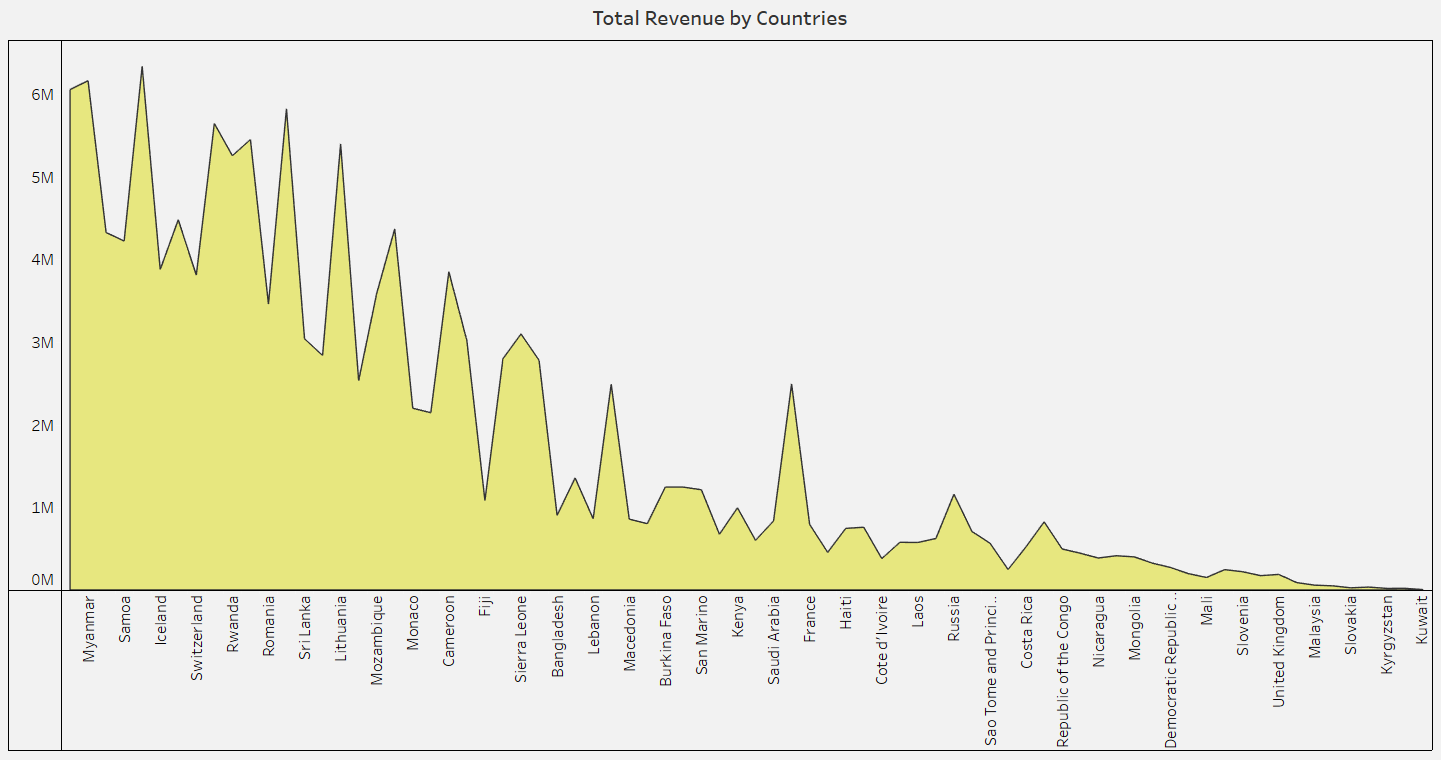 Total Revenue by Countries
6M
5M
4M
3M
2M
1M
0M
Myanmar
Samoa
Iceland
Switzerland
Rwanda
Romania
Sri Lanka
Lithuania
Mozambique
Monaco
Cameroon
Fiji
Sierra Leone
Bangladesh
Lebanon
Macedonia
Burkina Faso
San Marino
Kenya
Saudi Arabia
France
Haiti
Cote d'Ivoire
Laos
Russia
Sao Tome and Princi..
Costa Rica
Republic of the Congo
Nicaragua
Mongolia
Democratic Republic ..
Mali
Slovenia
United Kingdom
Malaysia
Slovakia
Kyrgyzstan
Kuwait